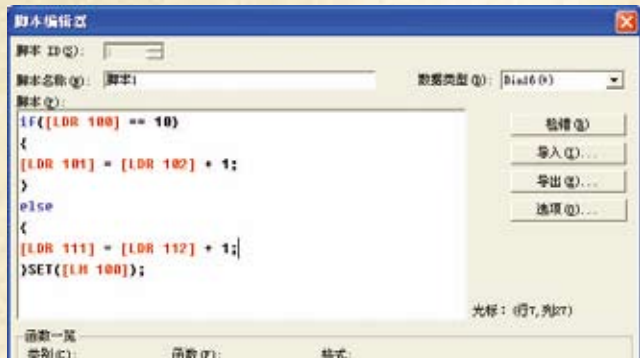 脚本编辑器
脚本 ID(S):
脚本名称(N): 脚本1 数据类型(D): Bin16(+)
脚本(P):
if([LDR 100] == 10)
{
[LDR 101] = [LDR 102] + 1;
}
else
{
[LDR 111] = [LDR 112] + 1;
}SET([LM 100]);
检错(R)
导入(I)...
导出(E)...
选项(O)...
光标: (行7, 列27)
函数一览
类别(C): 函数(F): 格式: